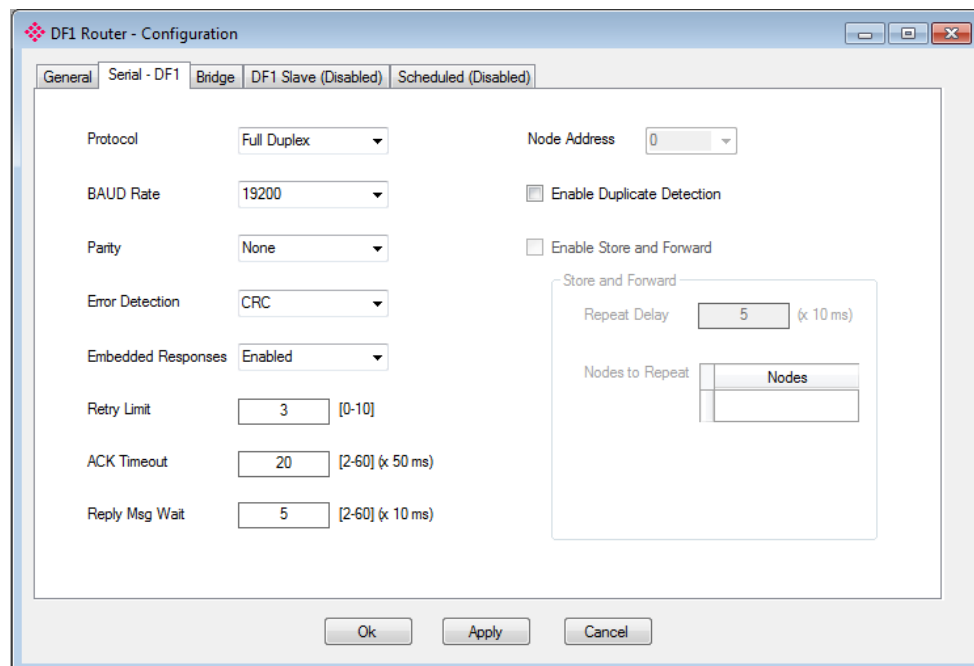 DF1 Router - Configuration
General Serial - DF1 Bridge DF1 Slave (Disabled) Scheduled (Disabled)
Protocol Full Duplex Node Address 0
BAUD Rate 19200 Enable Duplicate Detection
Parity None Enable Store and Forward
Store and Forward
Error Detection CRC Repeat Delay 5 (x 10 ms)
Embedded Responses Enabled Nodes to Repeat Nodes
Retry Limit 3 [0-10]
ACK Timeout 20 [2-60] (x 50 ms)
Reply Msg Wait 5 [2-60] (x 10 ms)
Ok Apply Cancel